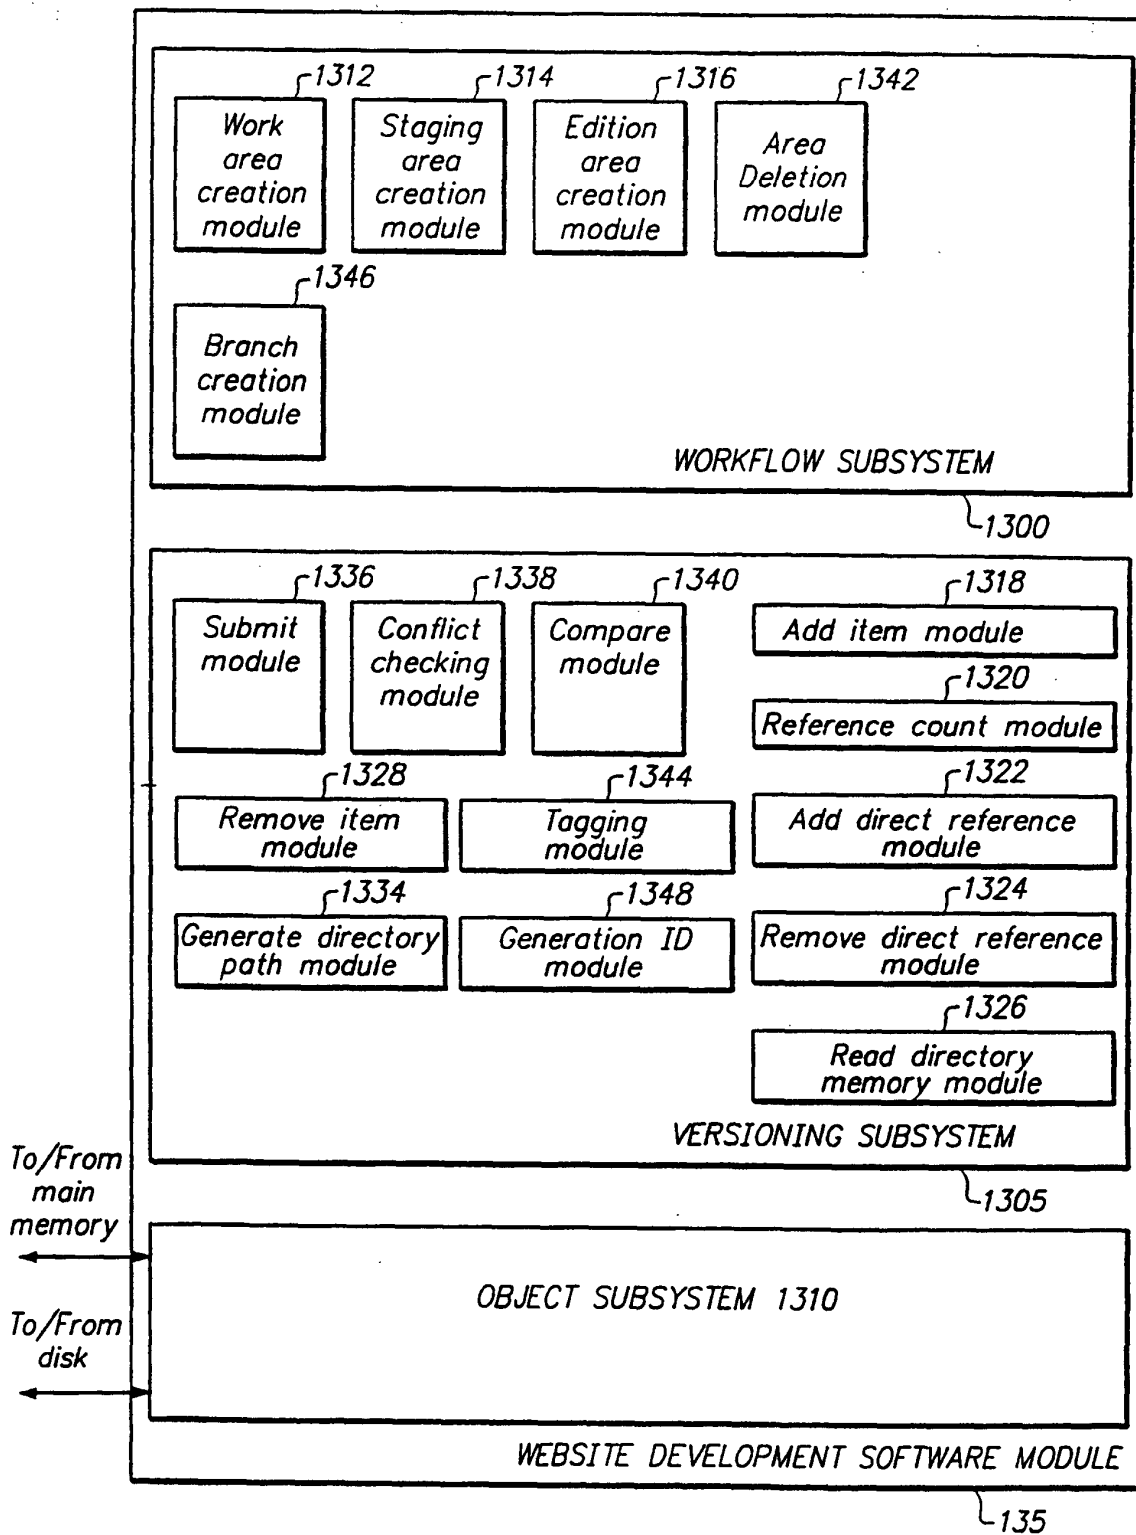 1312
Work
area
creation
module
1314
Staging
area
creation
module
1316
Edition
area
creation
module
1342
Area
Deletion
module
1346
Branch
creation
module
WORKFLOW SUBSYSTEM
1300
1336
Submit
module
1338
Conflict
checking
module
1340
Compare
module
1318
Add item module
1320
Reference count module
1328
Remove item
module
1344
Tagging
module
1322
Add direct reference
module
1334
Generate directory
path module
1348
Generation ID
module
1324
Remove direct reference
module
1326
Read directory
memory module
VERSIONING SUBSYSTEM
1305
To/From
main
memory
OBJECT SUBSYSTEM 1310
To/From
disk
WEBSITE DEVELOPMENT SOFTWARE MODULE
135